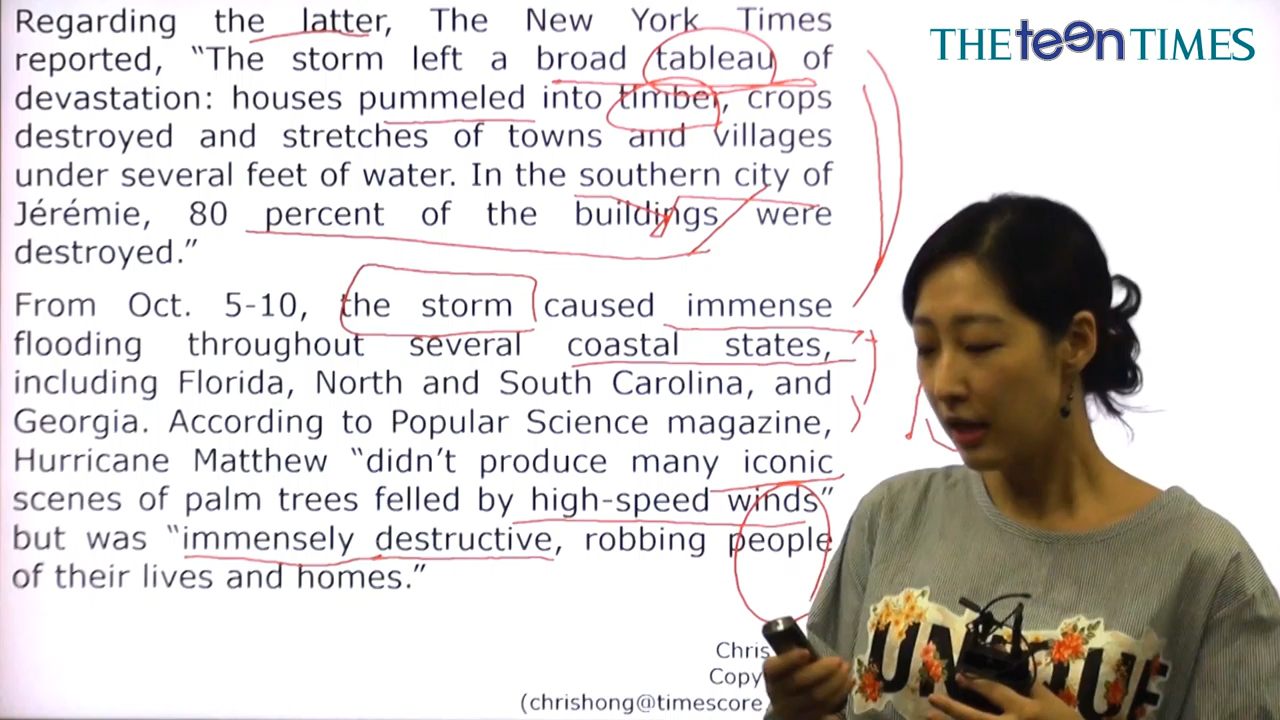 THE teen TIMES
Regarding the latter, The New York Times
reported, “The storm left a broad tableau of
devastation: houses pummeled into timber, crops
destroyed and stretches of towns and villages
under several feet of water. In the southern city of
Jérémie, 80 percent of the buildings were
destroyed.”
From Oct. 5-10, the storm caused immense
flooding throughout several coastal states,
including Florida, North and South Carolina, and
Georgia. According to Popular Science magazine,
Hurricane Matthew “didn’t produce many iconic
scenes of palm trees felled by high-speed winds”
but was “immensely destructive, robbing people
of their lives and homes.”
Chris
Copy
(chrishong@timescore